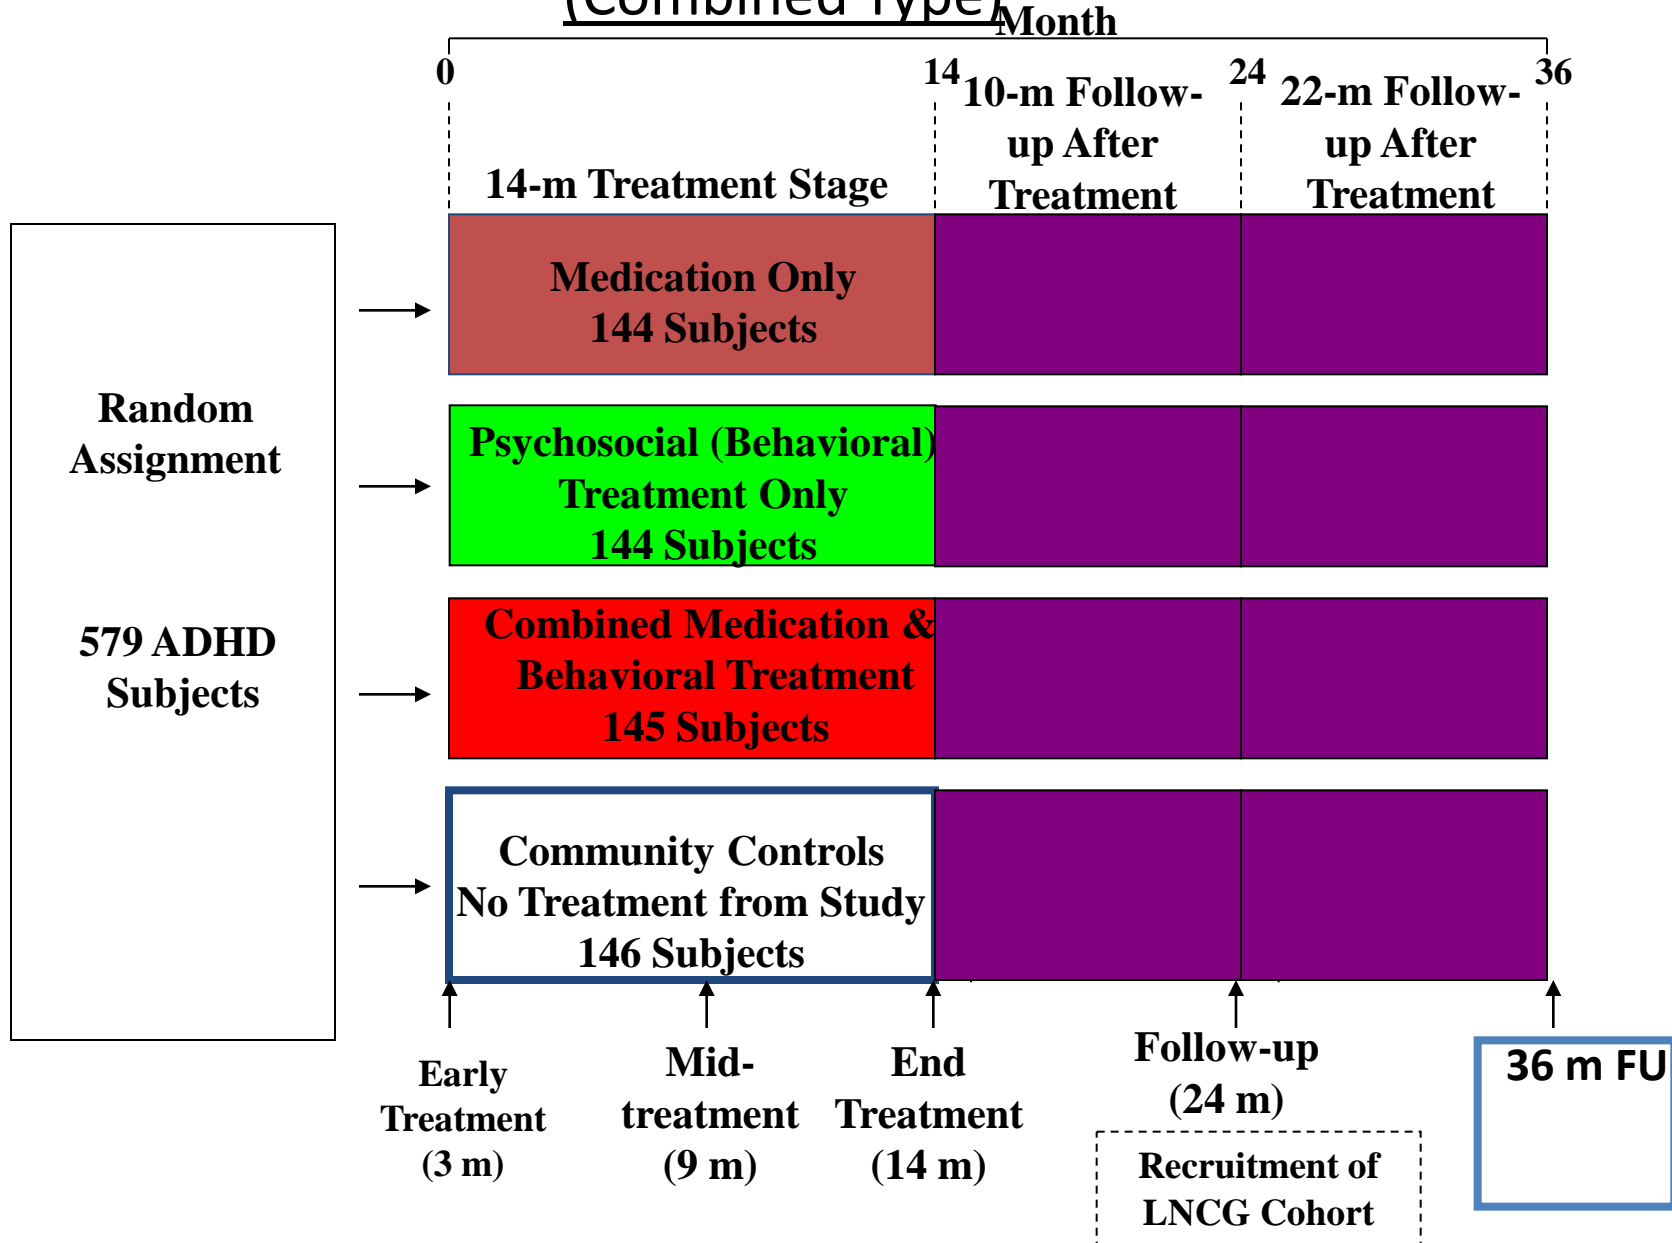 (Combined Type)
Month
0
14
24
36
10-m Follow-
up After
Treatment
22-m Follow-
up After
Treatment
14-m Treatment Stage
Random
Assignment
579 ADHD
Subjects
Medication Only
144 Subjects
Psychosocial (Behavioral)
Treatment Only
144 Subjects
Combined Medication &
Behavioral Treatment
145 Subjects
Community Controls
No Treatment from Study
146 Subjects
Early
Treatment
(3 m)
Mid-
treatment
(9 m)
End
Treatment
(14 m)
Follow-up
(24 m)
Recruitment of
LNCG Cohort
36 m FU